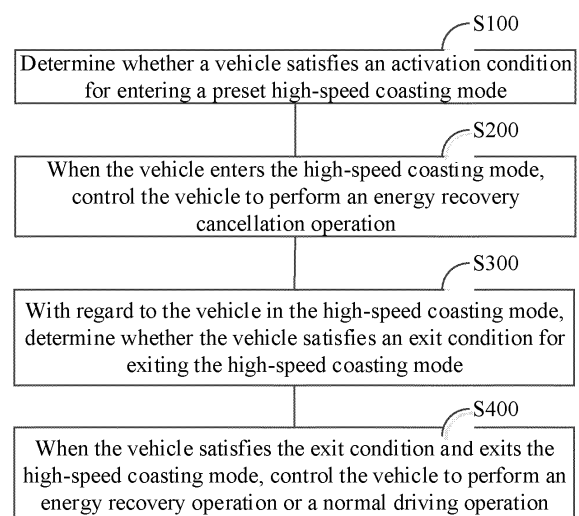 S100
Determine whether a vehicle satisfies an activation condition
for entering a preset high-speed coasting mode
S200
When the vehicle enters the high-speed coasting mode,
control the vehicle to perform an energy recovery
cancellation operation
S300
With regard to the vehicle in the high-speed coasting mode,
determine whether the vehicle satisfies an exit condition for
exiting the high-speed coasting mode
S400
When the vehicle satisfies the exit condition and exits the
high-speed coasting mode, control the vehicle to perform an
energy recovery operation or a normal driving operation